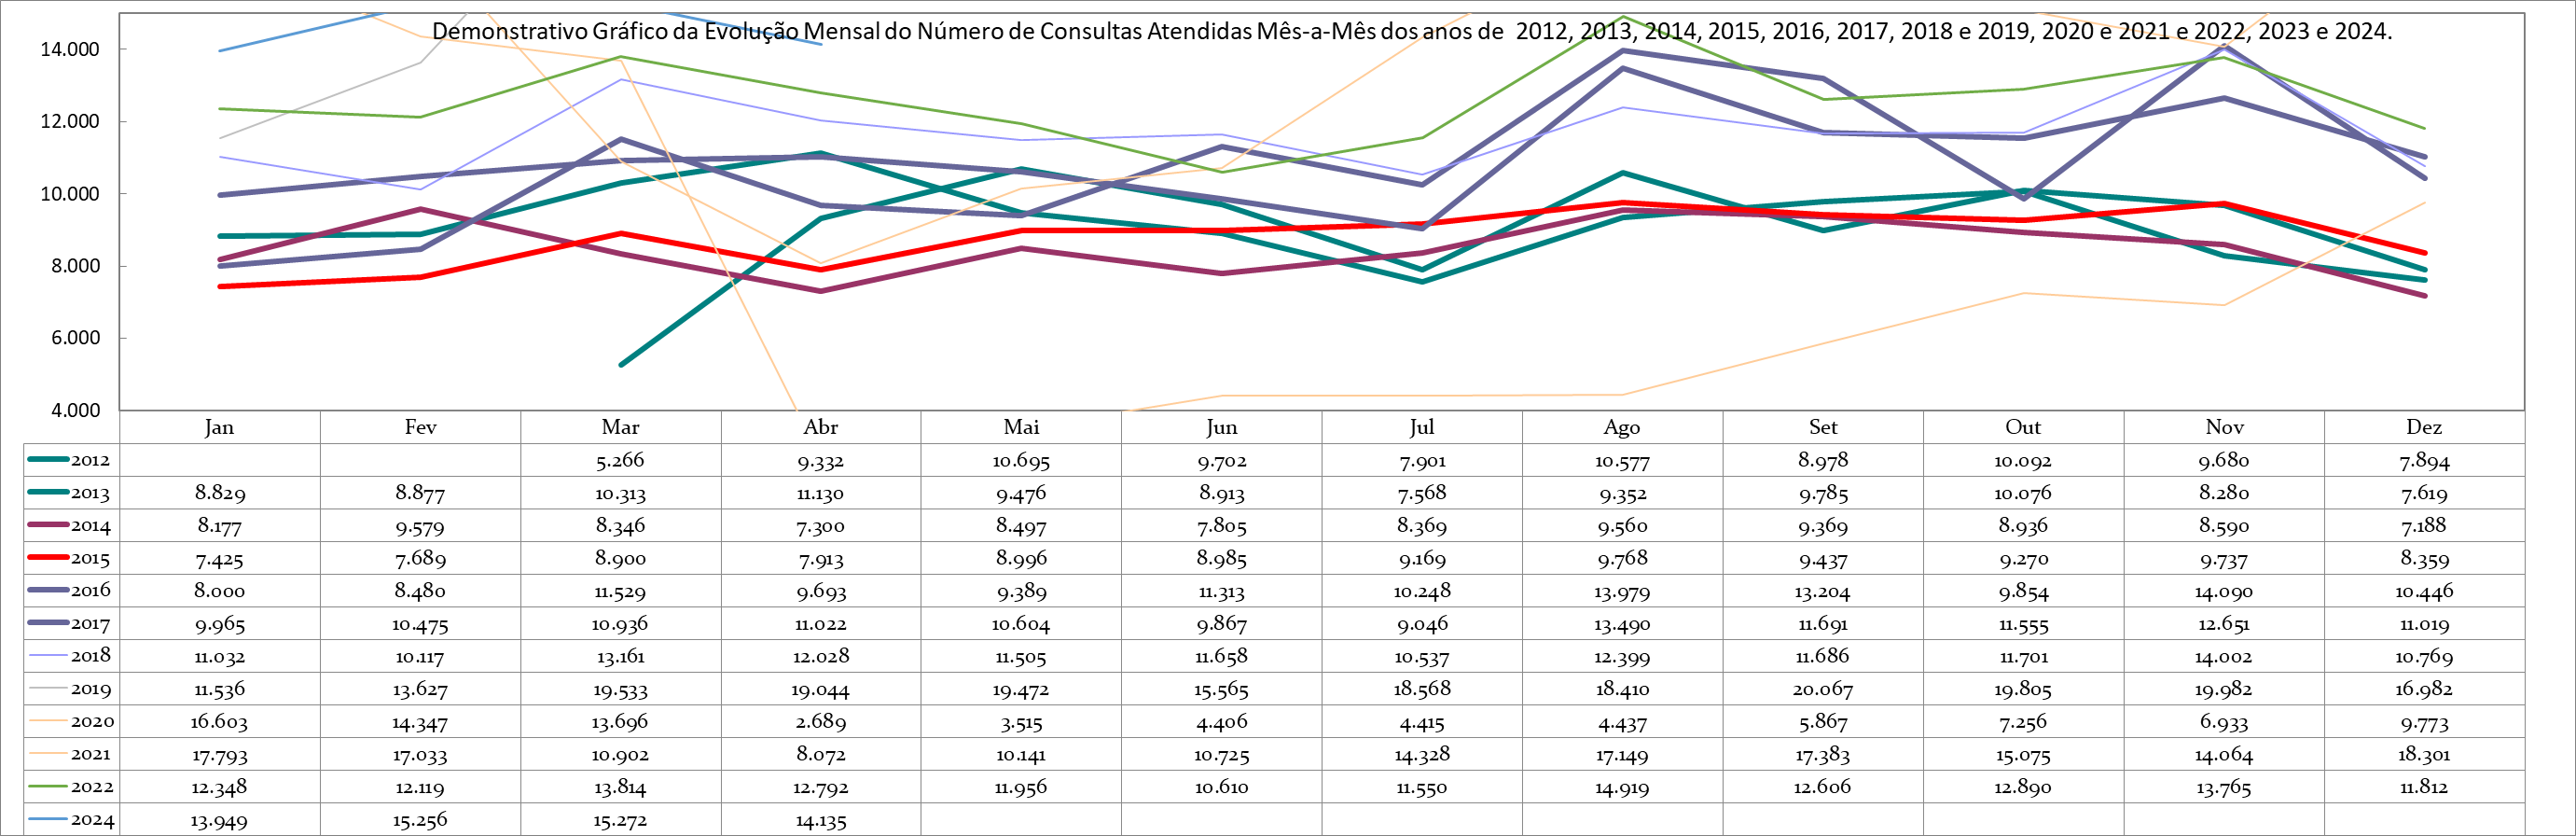 Demonstrativo Gráfico da Evolução Mensal do Número de Consultas Atendidas Mês-a-Mês dos anos de  2012, 2013, 2014, 2015, 2016, 2017, 2018 e 2019, 2020 e 2021 e 2022, 2023 e 2024.
14.000
12.000
10.000
8.000
6.000
4.000
Jan Fev Mar Abr Mai Jun Jul Ago Set Out Nov Dez
2012 5.266 9.332 10.695 9.702 7.901 10.577 8.978 10.092 9.680 7.894
2013 8.829 8.877 10.313 11.130 9.476 8.913 7.568 9.352 9.785 10.076 8.280 7.619
2014 8.177 9.579 8.346 7.300 8.497 7.805 8.369 9.560 9.369 8.936 8.590 7.188
2015 7.425 7.689 8.900 7.913 8.996 8.985 9.169 9.768 9.437 9.270 9.737 8.359
2016 8.000 8.480 11.529 9.693 9.389 11.313 10.248 13.979 13.204 9.854 14.090 10.446
2017 9.965 10.475 10.936 11.022 10.604 9.867 9.046 13.490 11.691 11.555 12.651 11.019
2018 11.032 10.117 13.161 12.028 11.505 11.658 10.537 12.399 11.686 11.701 14.002 10.769
2019 11.536 13.627 19.533 19.044 19.472 15.565 18.568 18.410 20.067 19.805 19.982 16.982
2020 16.603 14.347 13.696 2.689 3.515 4.406 4.415 4.437 5.867 7.256 6.933 9.773
2021 17.793 17.033 10.902 8.072 10.141 10.725 14.328 17.149 17.383 15.075 14.064 18.301
2022 12.348 12.119 13.814 12.792 11.956 10.610 11.550 14.919 12.606 12.890 13.765 11.812
2024 13.949 15.256 15.272 14.135